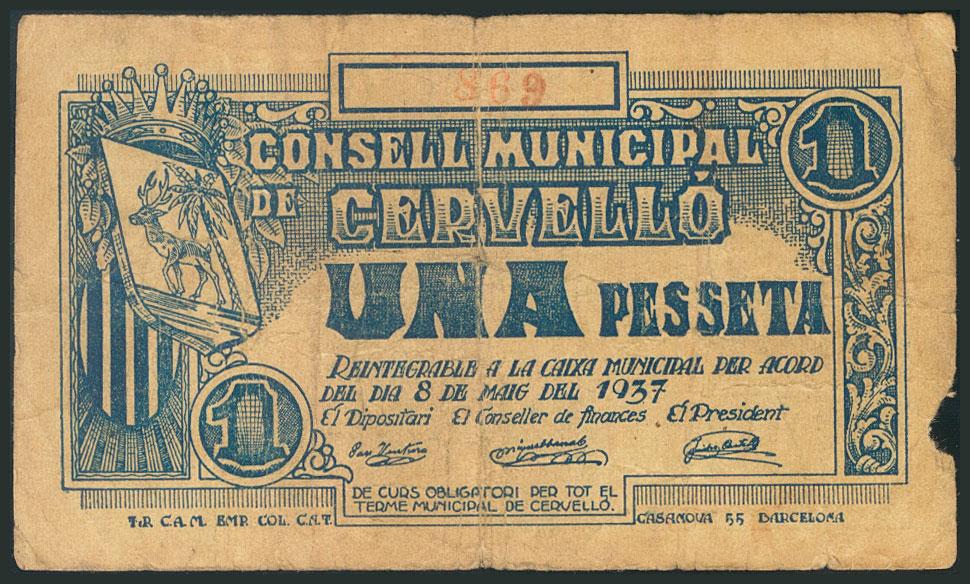 869
CONSELL MUNICIPAL
DE CERVELLÓ
1
UNA PESSETA
REINTEGRABLE A LA CAIXA MUNICIPAL PER ACORD
DEL DIA 8 DE MAIG DEL 1937
El Dipositari El Conseller de finances El President
1
DE CURS OBLIGATORI PER TOT EL
TERME MUNICIPAL DE CERVELLÓ.
TIP. C.A.M. EMP. COL. C.N.T. CASANOVA 55 BARCELONA